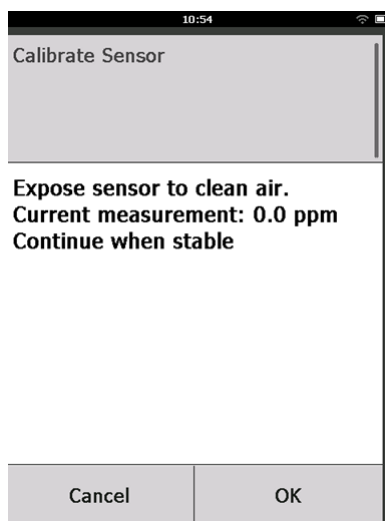 10:54
Calibrate Sensor
Expose sensor to clean air.
Current measurement: 0.0 ppm
Continue when stable
Cancel OK